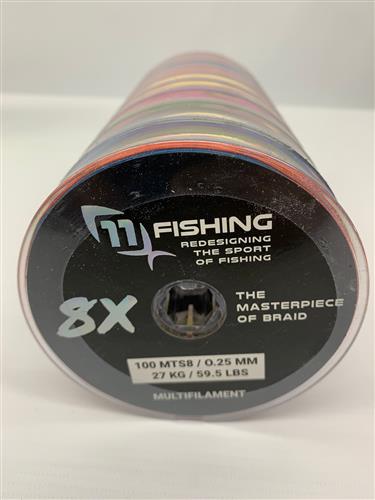 11 FISHING
REDESIGNING
THE SPORT
OF FISHING
8X
THE
MASTERPIECE
OF BRAID
100 MTS8 / 0.25 MM
27 KG / 59.5 LBS
MULTIFILAMENT